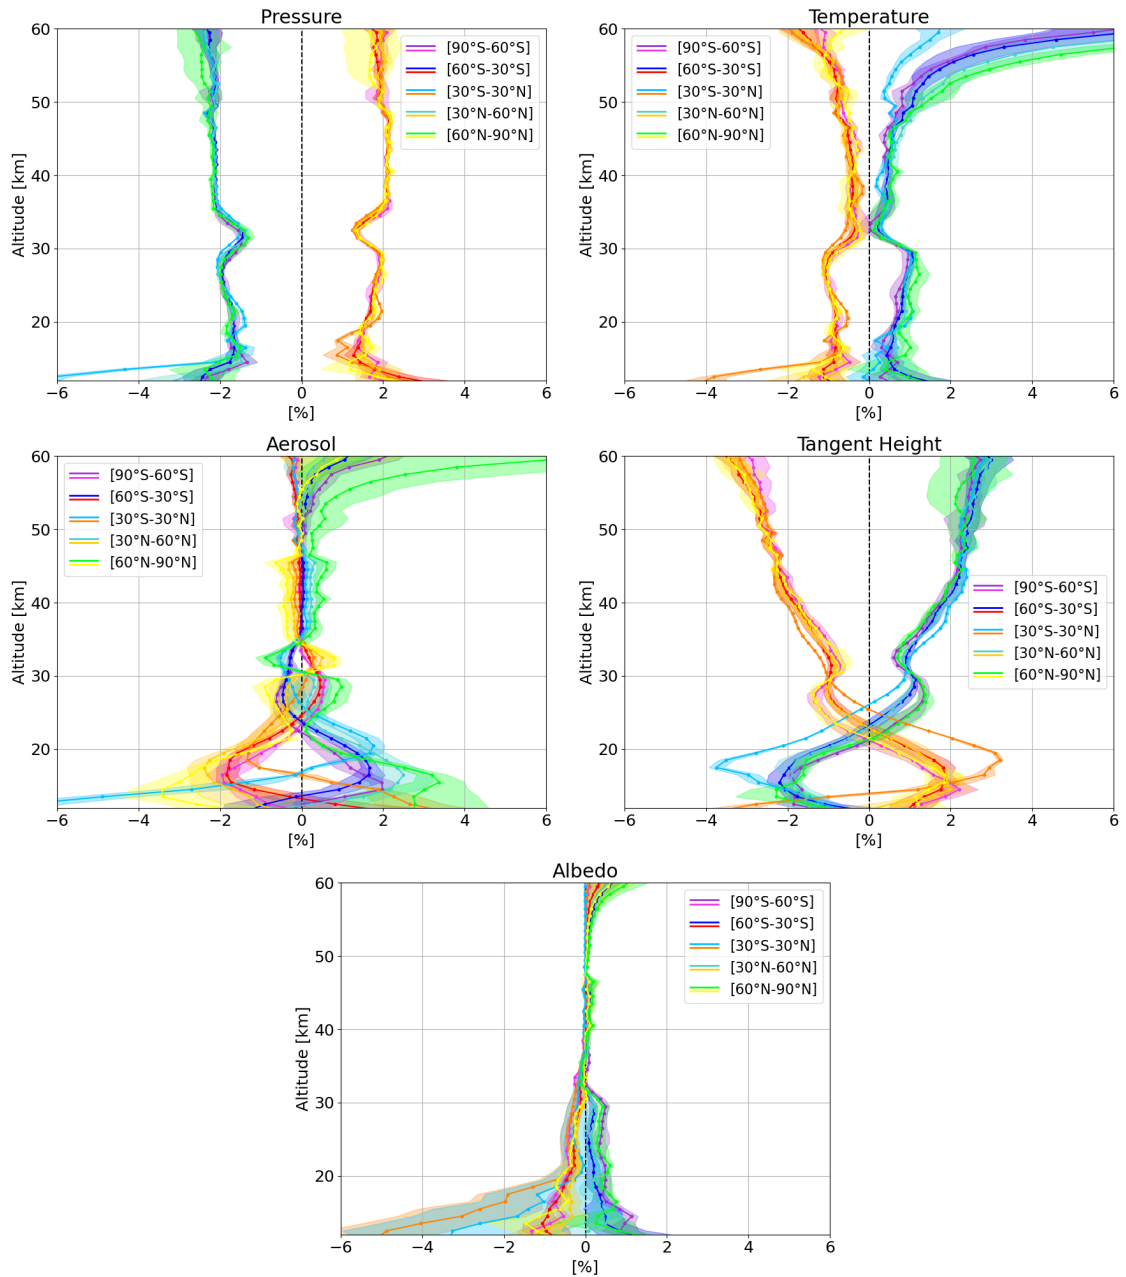 Pressure
60
50
40
30
20
Altitude [km]
[90°S-60°S]
[60°S-30°S]
[30°S-30°N]
[30°N-60°N]
[60°N-90°N]
−6 −4 −2 0 2 4 6
[%]
Temperature
60
50
40
30
20
Altitude [km]
[90°S-60°S]
[60°S-30°S]
[30°S-30°N]
[30°N-60°N]
[60°N-90°N]
−6 −4 −2 0 2 4 6
[%]
Aerosol
60
50
40
30
20
Altitude [km]
[90°S-60°S]
[60°S-30°S]
[30°S-30°N]
[30°N-60°N]
[60°N-90°N]
−6 −4 −2 0 2 4 6
[%]
Tangent Height
60
50
40
30
20
Altitude [km]
[90°S-60°S]
[60°S-30°S]
[30°S-30°N]
[30°N-60°N]
[60°N-90°N]
−6 −4 −2 0 2 4 6
[%]
Albedo
60
50
40
30
20
Altitude [km]
[90°S-60°S]
[60°S-30°S]
[30°S-30°N]
[30°N-60°N]
[60°N-90°N]
−6 −4 −2 0 2 4 6
[%]